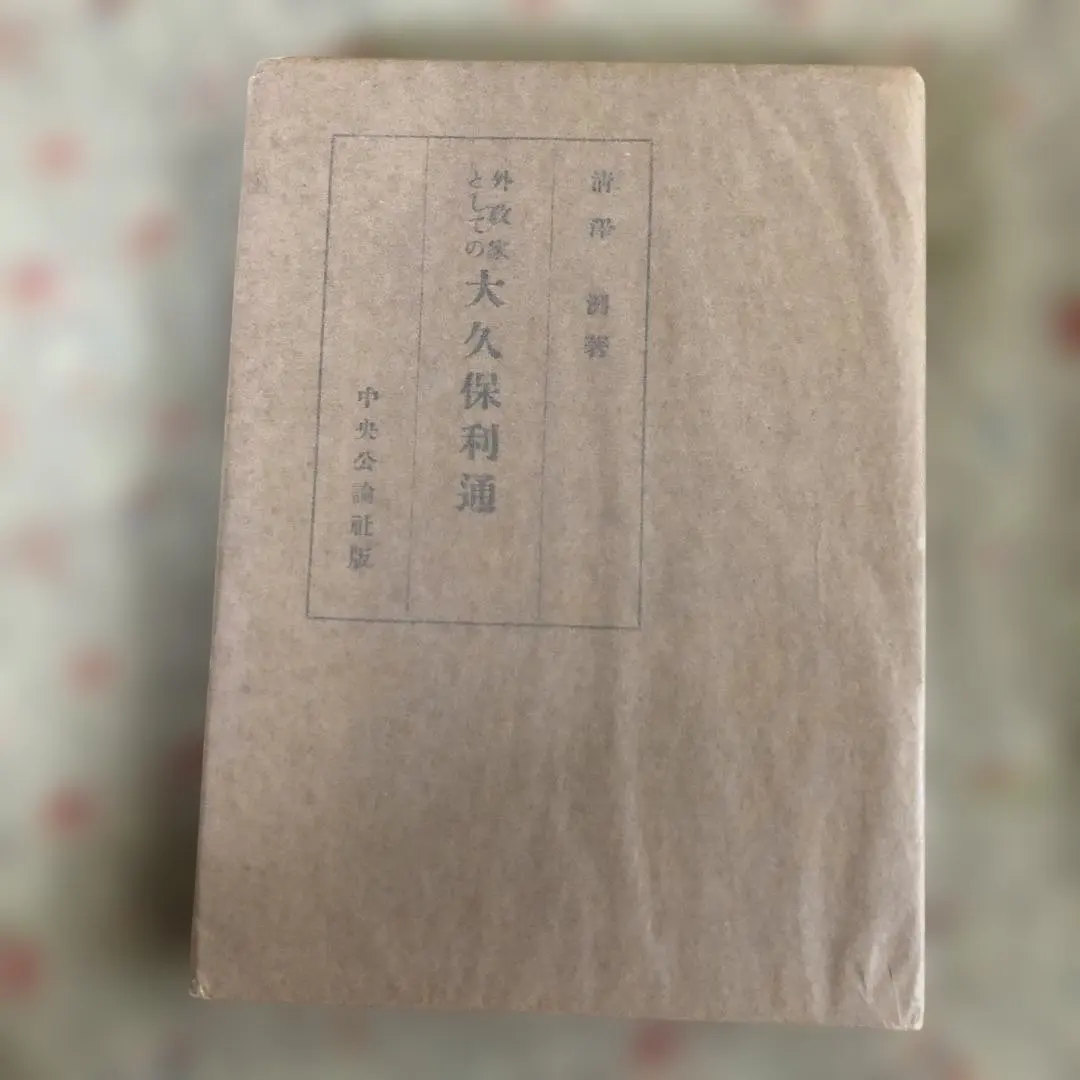 清澤洌著
外政家としての大久保利通
中央公論社版